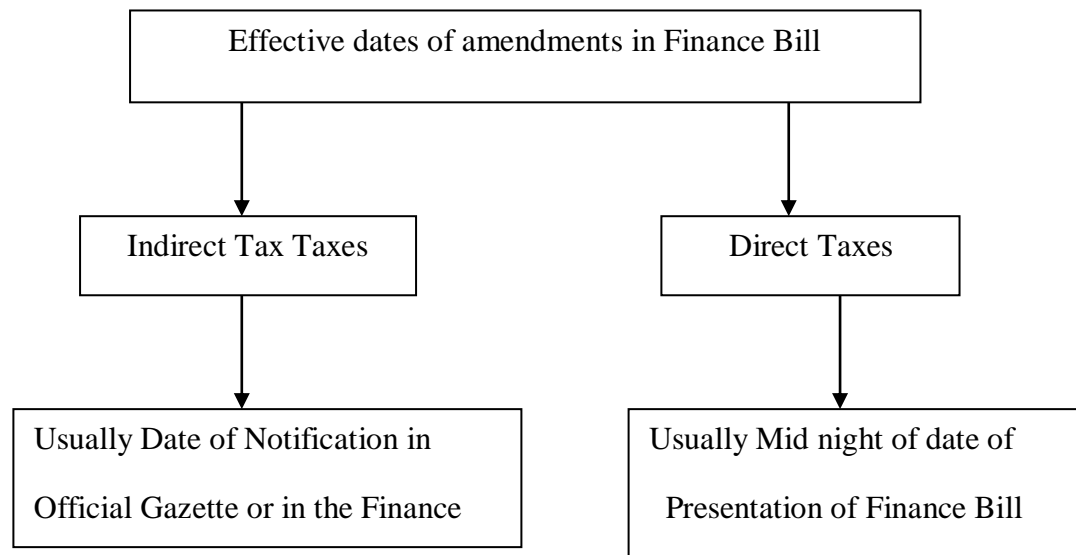 Effective dates of amendments in Finance Bill
Indirect Tax Taxes
Direct Taxes
Usually Date of Notification in
Official Gazette or in the Finance
Usually Mid night of date of
Presentation of Finance Bill